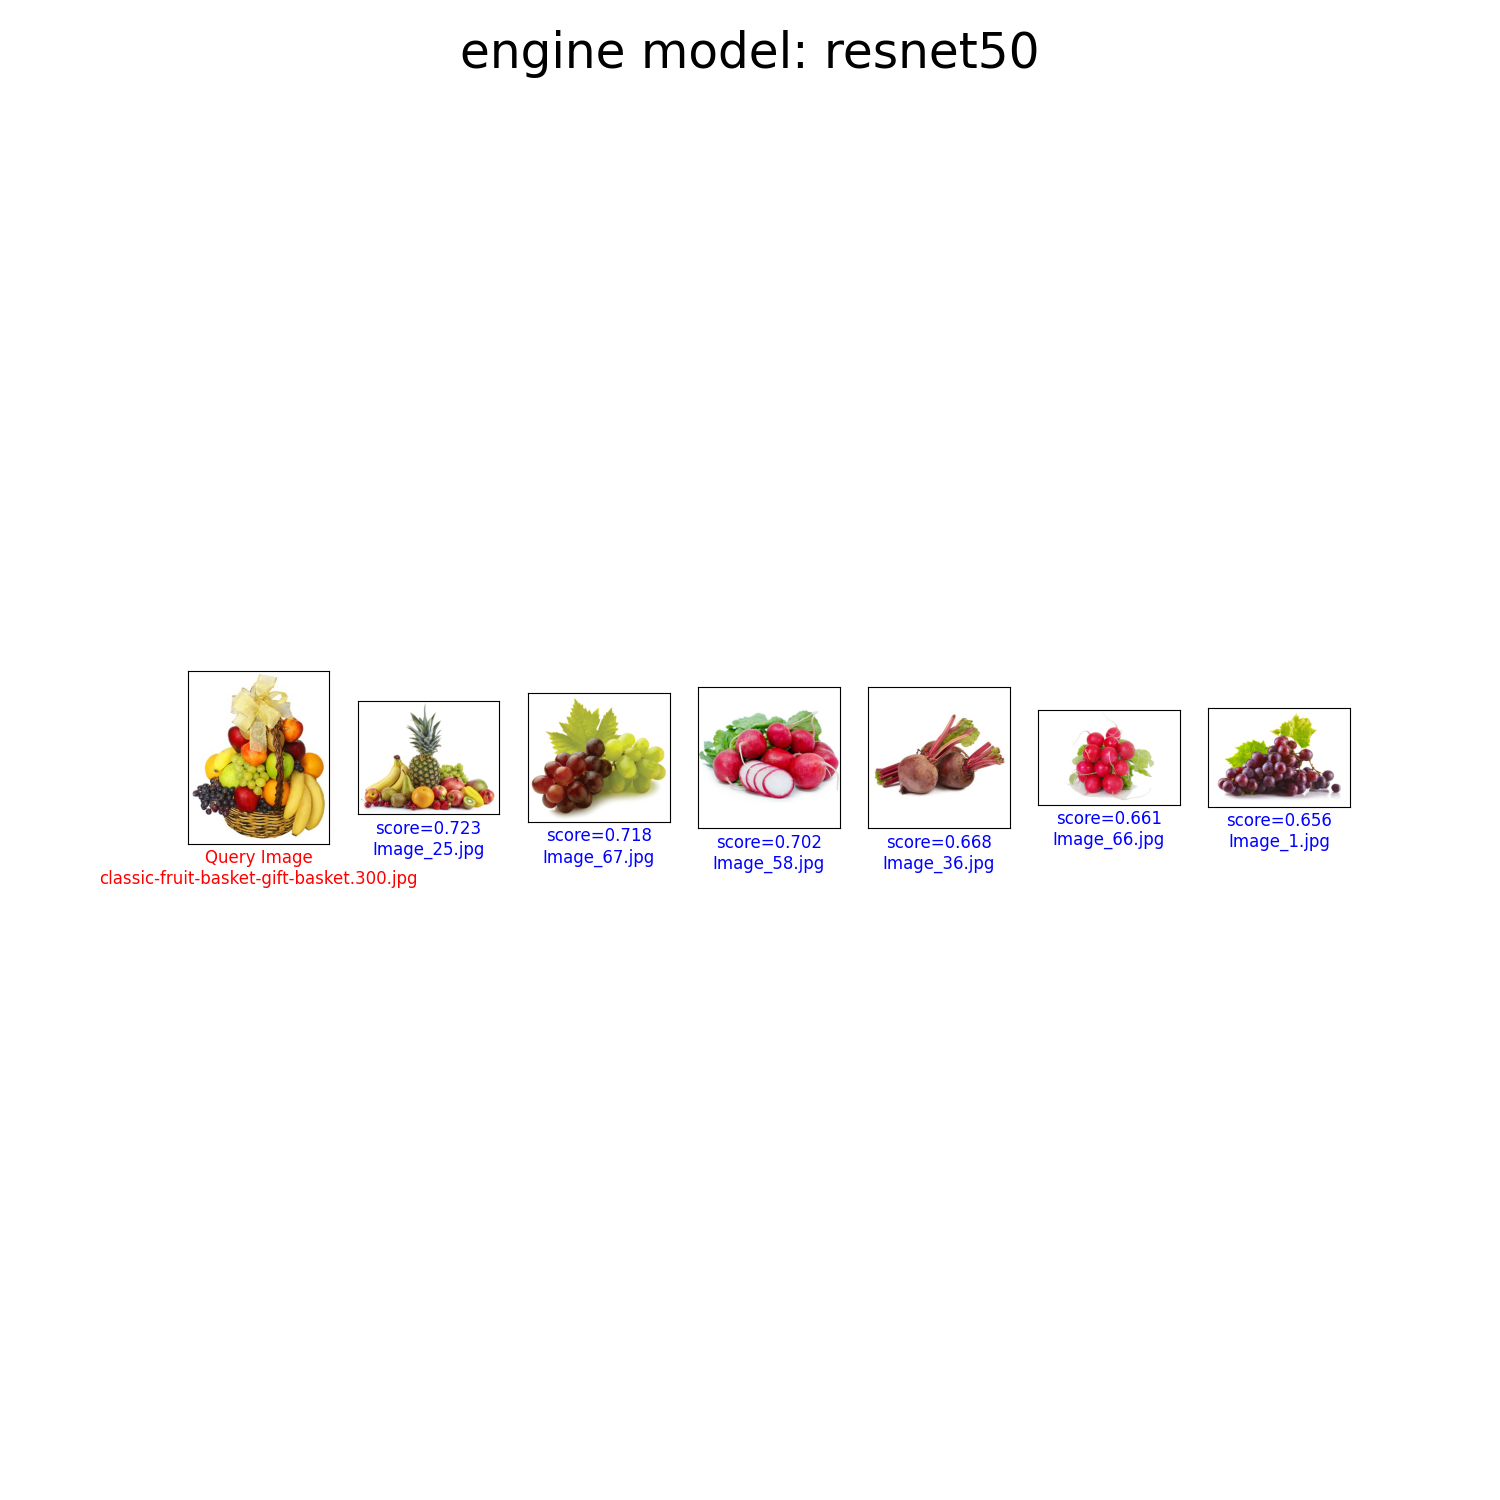 engine model: resnet50
Query Image
classic-fruit-basket-gift-basket.300.jpg
score=0.723
Image_25.jpg
score=0.718
Image_67.jpg
score=0.702
Image_58.jpg
score=0.668
Image_36.jpg
score=0.661
Image_66.jpg
score=0.656
Image_1.jpg